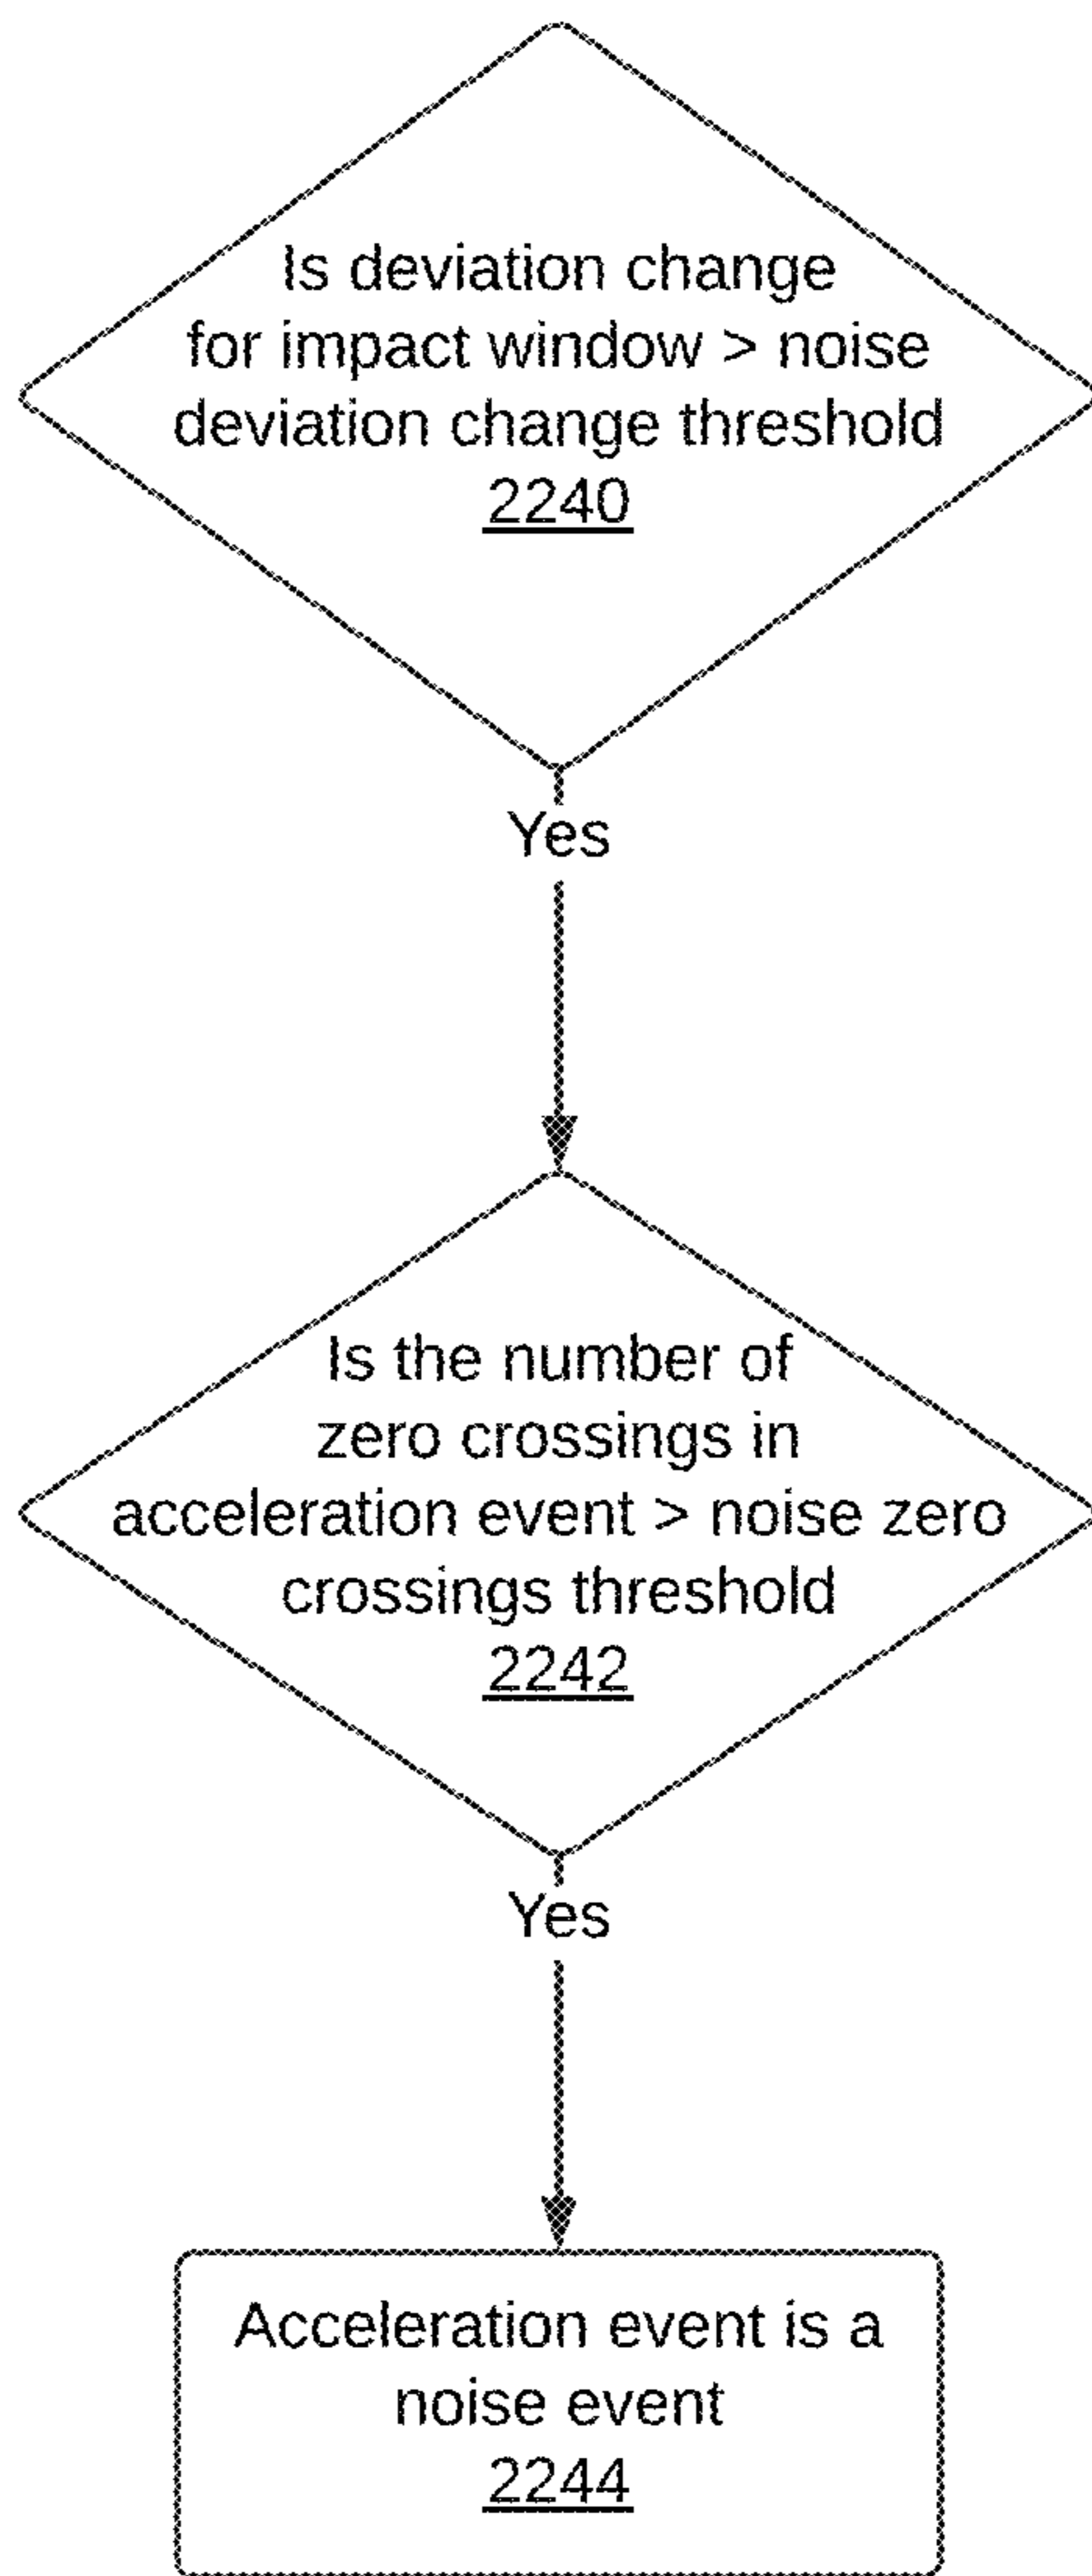 Is deviation change
for impact window > noise
deviation change threshold
2240
Yes
Is the number of
zero crossings in
acceleration event > noise zero
crossings threshold
2242
Yes
Acceleration event is a
noise event
2244